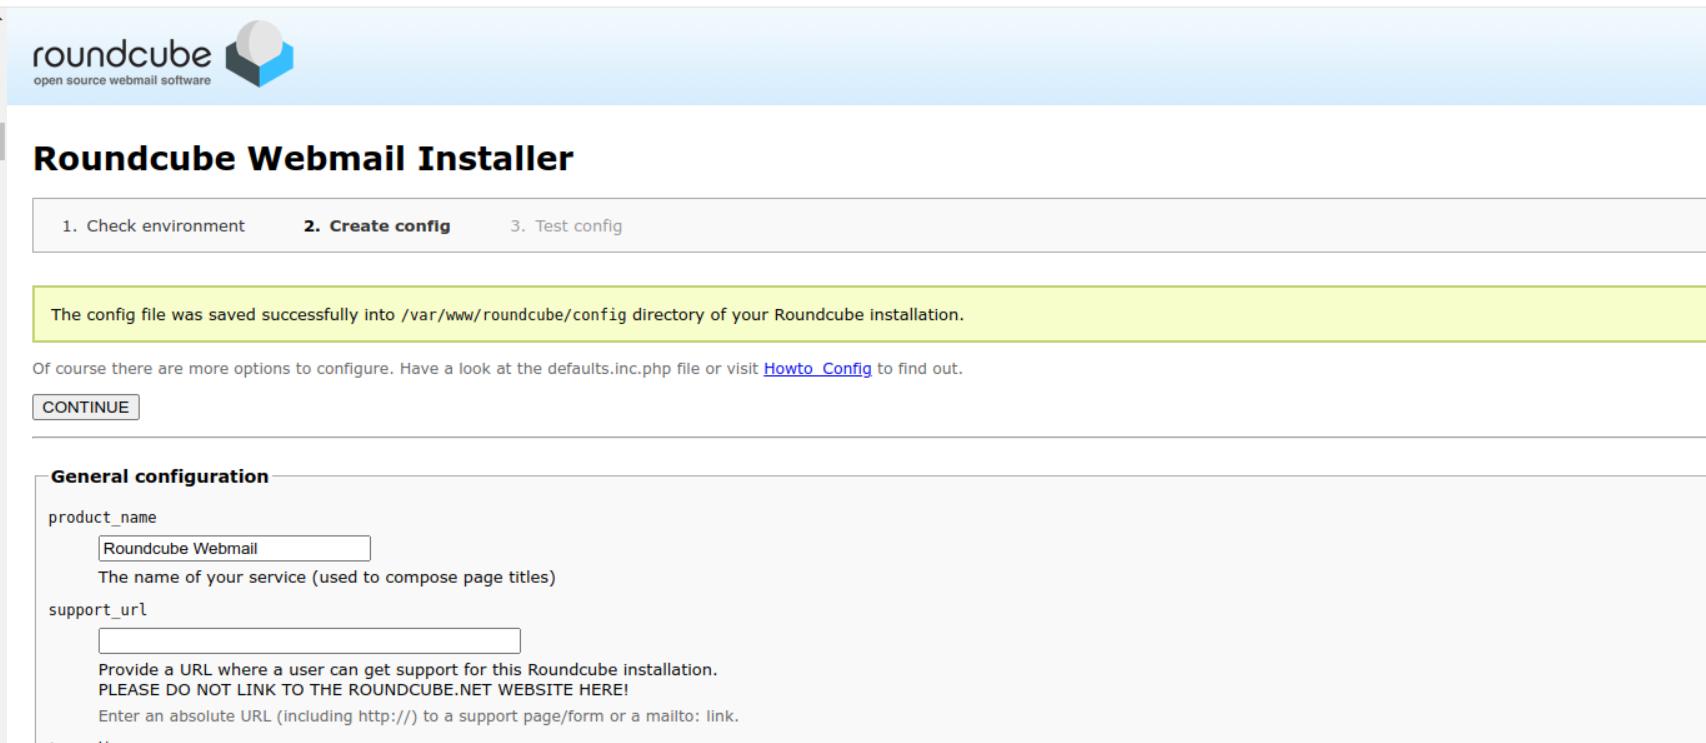 roundcube
open source webmail software
Roundcube Webmail Installer
1. Check environment 2. Create config 3. Test config
The config file was saved successfully into /var/www/roundcube/config directory of your Roundcube installation.
Of course there are more options to configure. Have a look at the defaults.inc.php file or visit Howto_Config to find out.
CONTINUE
General configuration
product_name
Roundcube Webmail
The name of your service (used to compose page titles)
support_url
Provide a URL where a user can get support for this Roundcube installation.
PLEASE DO NOT LINK TO THE ROUNDCUBE.NET WEBSITE HERE!
Enter an absolute URL (including http://) to a support page/form or a mailto: link.